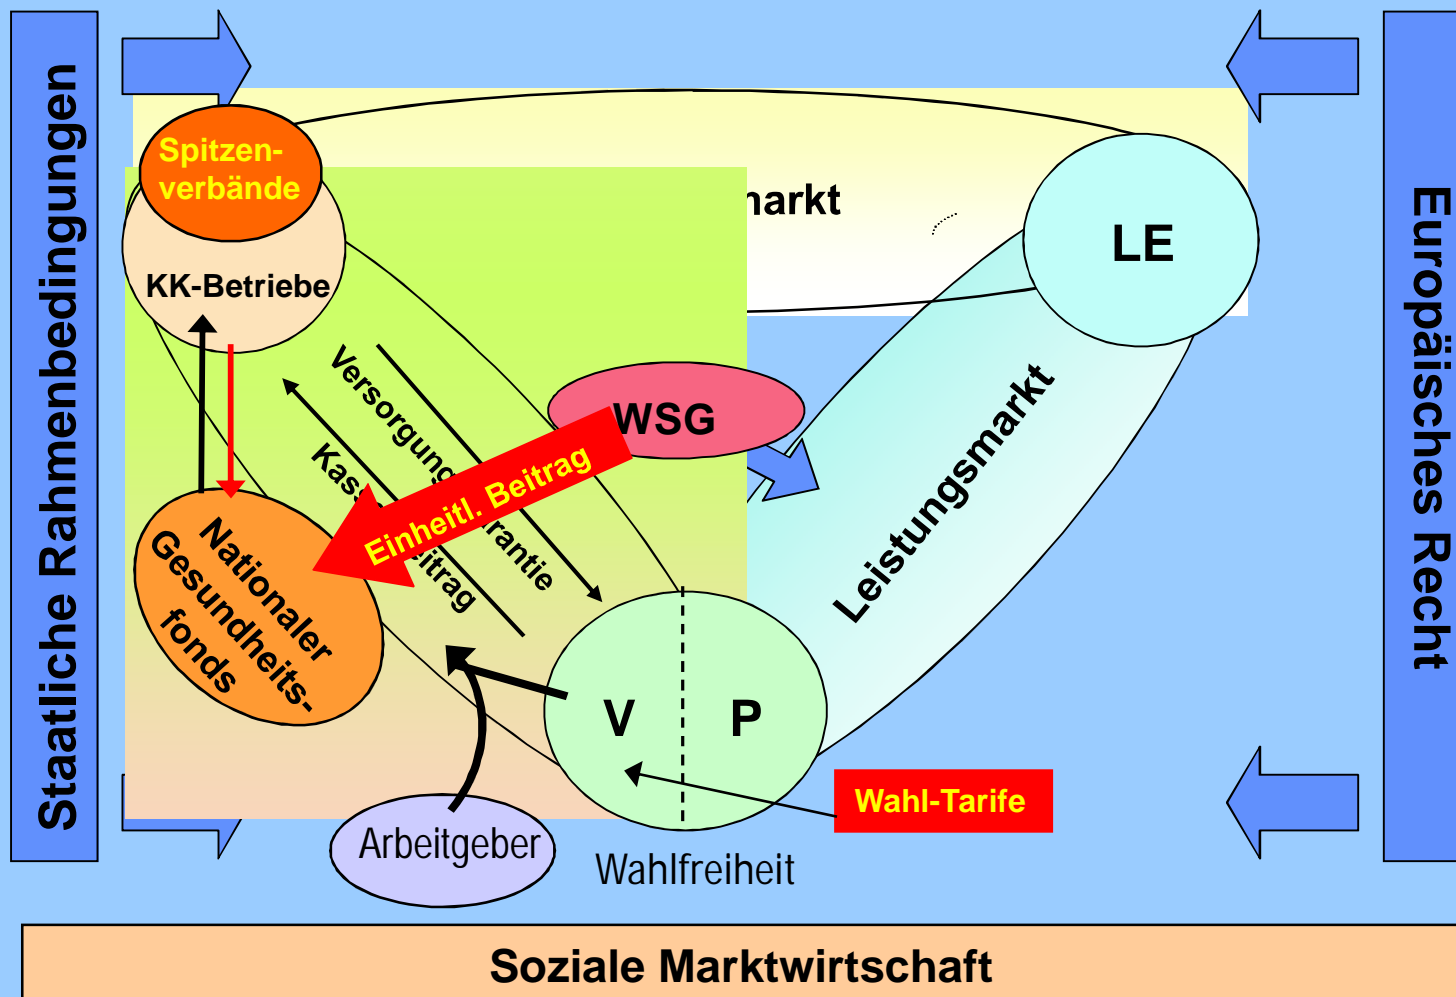 Staatliche Rahmenbedingungen
Spitzen-
verbände
KK-Betriebe
LE
Europäisches Recht
WSG
Einheitl. Beitrag
Leistungsmarkt
Nationaler
Gesundheits-
fonds
V
P
Wahl-Tarife
Arbeitgeber
Wahlfreiheit
Soziale Marktwirtschaft